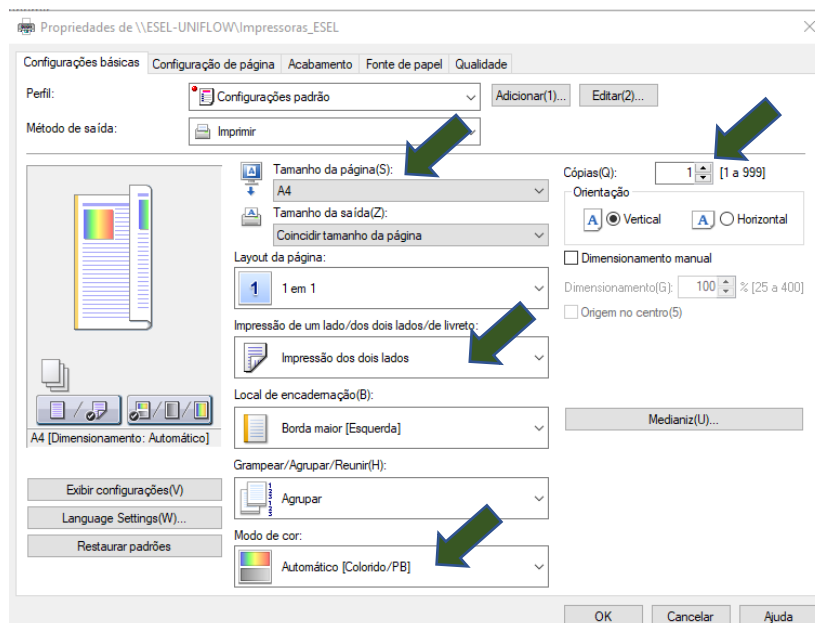 Propriedades de \\ESEL-UNIFLOW\Impressoras_ESEL
Configurações básicas Configuração de página Acabamento Fonte de papel Qualidade
Perfil: Configurações padrão Adicionar(1)... Editar(2)...
Método de saída: Imprimir
Tamanho da página(S):
A4
Tamanho da saída(Z):
Coincidir tamanho da página
Layout da página:
1 1 em 1
Impressão de um lado/dos dois lados/de livreto:
Impressão dos dois lados
Local de encadernação(B):
Borda maior [Esquerda]
Grampear/Agrupar/Reunir(H):
Agrupar
Modo de cor:
Automático [Colorido/PB]
Cópias(Q): 1 [1 a 999]
Orientação
A Vertical A Horizontal
Dimensionamento manual
Dimensionamento(G): 100 % [25 a 400]
Origem no centro(5)
Medianiz(U)...
A4 [Dimensionamento: Automático]
Exibir configurações(V)
Language Settings(W)...
Restaurar padrões
OK Cancelar Ajuda